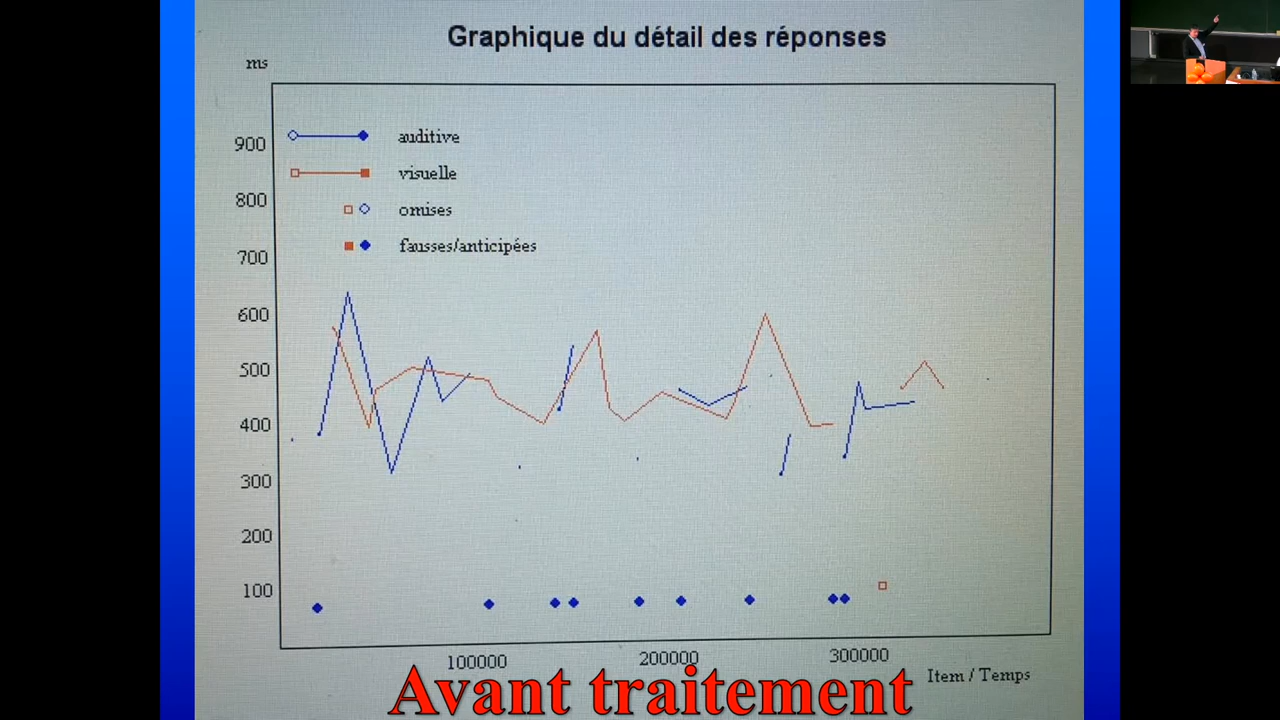 Graphique du détail des réponses
ms
auditive
visuelle
omises
fausses/anticipées
900
800
700
600
500
400
300
200
100
100000 200000 300000
Item / Temps
Avant traitement